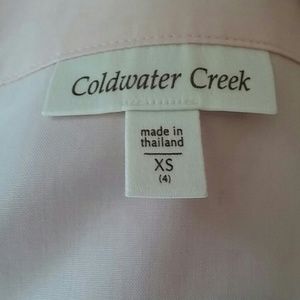 Coldwater Creek
made in
thailand
XS
(4)